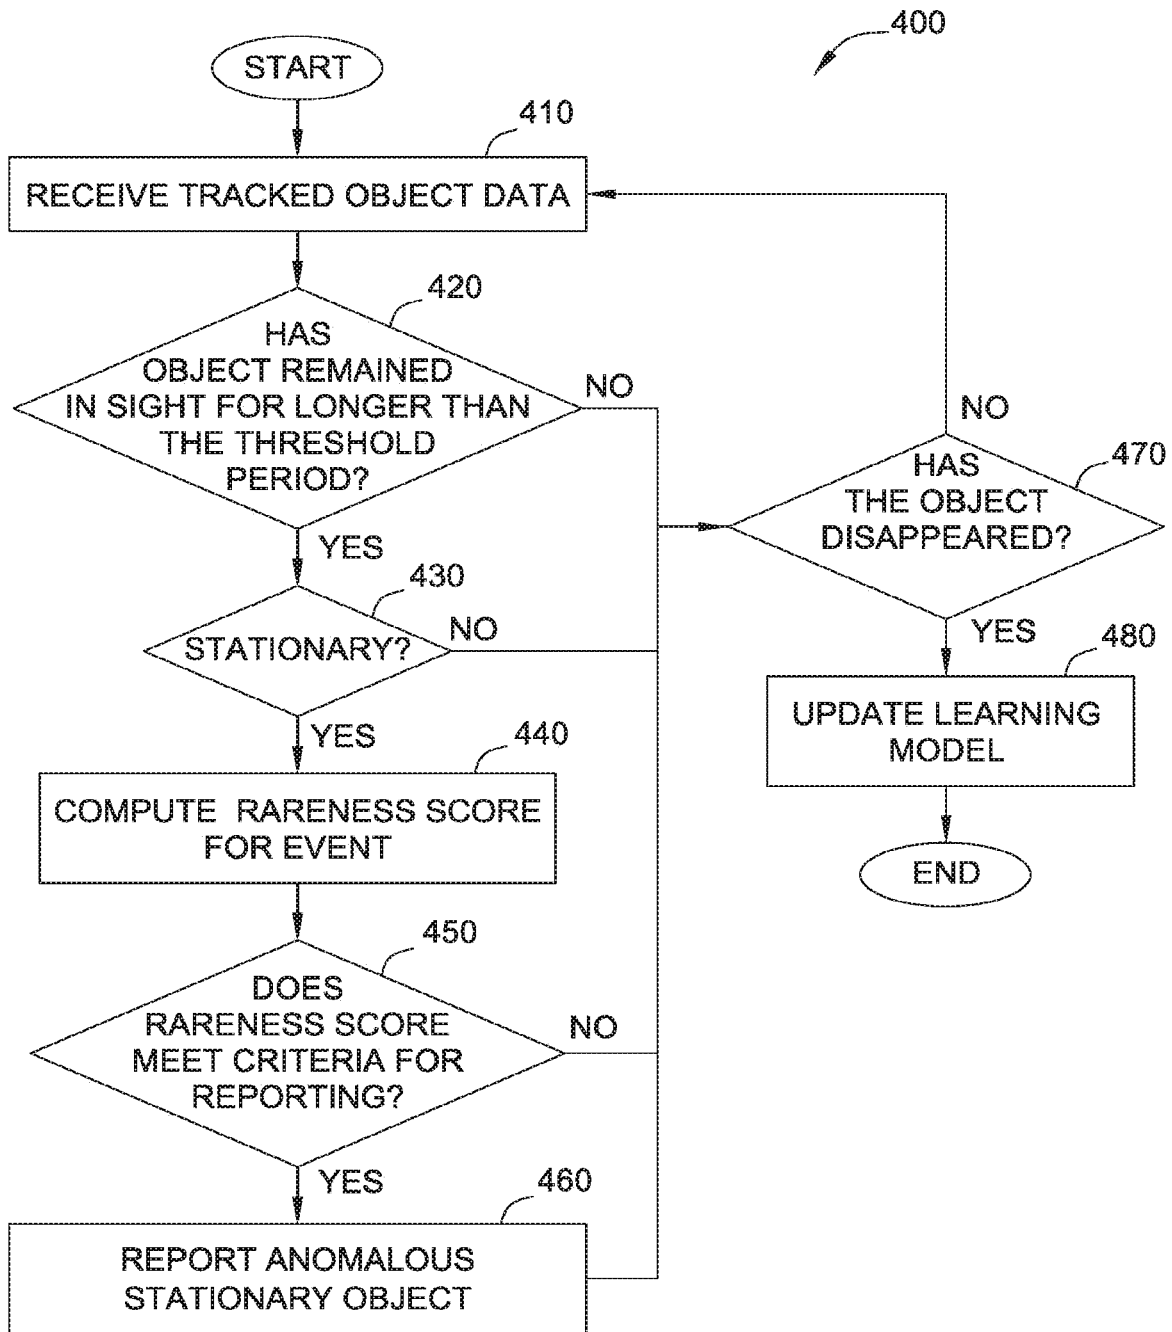 400
START
410
RECEIVE TRACKED OBJECT DATA
420
HAS
OBJECT REMAINED
IN SIGHT FOR LONGER THAN
THE THRESHOLD
PERIOD?
NO
YES
430
STATIONARY?
NO
YES
440
COMPUTE RARENESS SCORE
FOR EVENT
450
DOES
RARENESS SCORE
MEET CRITERIA FOR
REPORTING?
NO
YES
460
REPORT ANOMALOUS
STATIONARY OBJECT
NO
470
HAS
THE OBJECT
DISAPPEARED?
YES
480
UPDATE LEARNING
MODEL
END